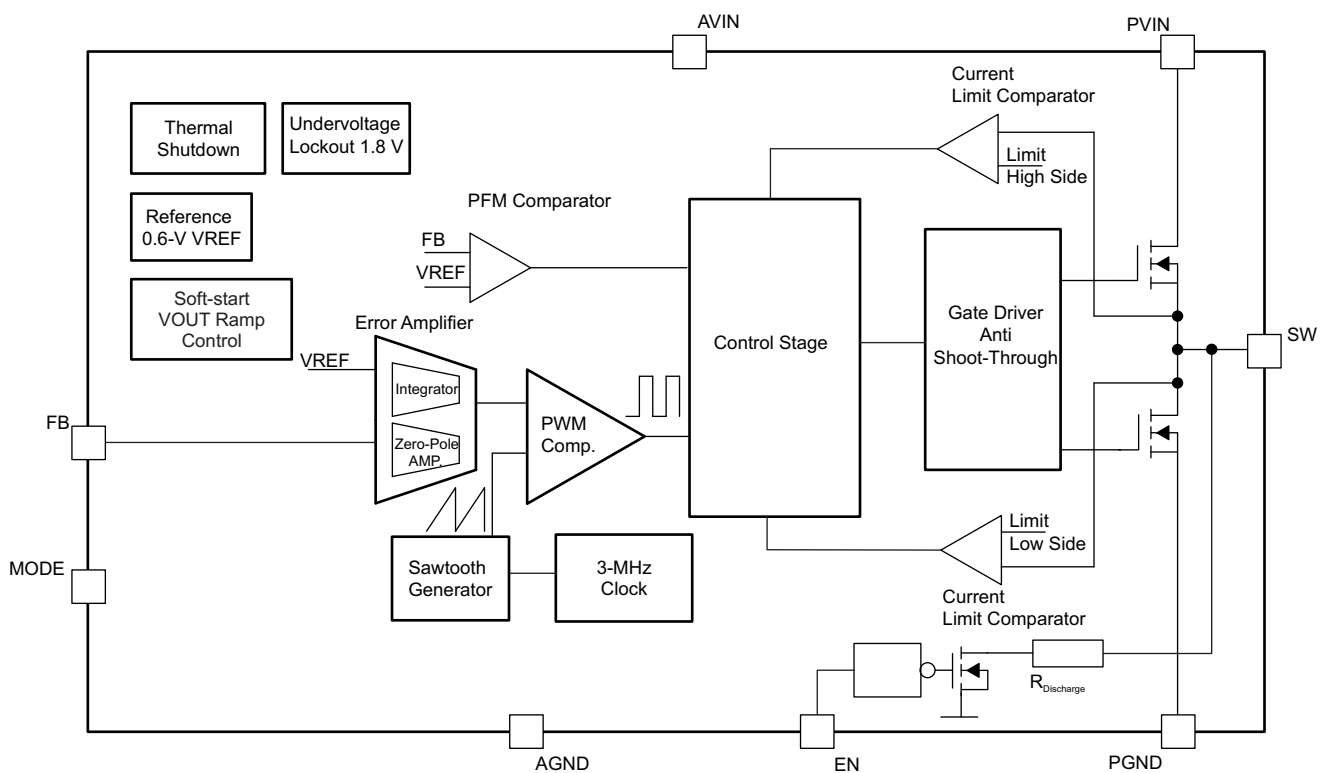 AVIN
PVIN
Current
Limit Comparator
Thermal
Shutdown
Undervoltage
Lockout 1.8 V
Limit
High Side
Reference
0.6-V VREF
PFM Comparator
FB
VREF
Soft-start
VOUT Ramp
Control
Error Amplifier
VREF
Integrator
Zero-Pole
AMP.
PWM
Comp.
Control Stage
Gate Driver
Anti
Shoot-Through
SW
FB
MODE
Sawtooth
Generator
3-MHz
Clock
Limit
Low Side
Current
Limit Comparator
RDischarge
AGND
EN
PGND